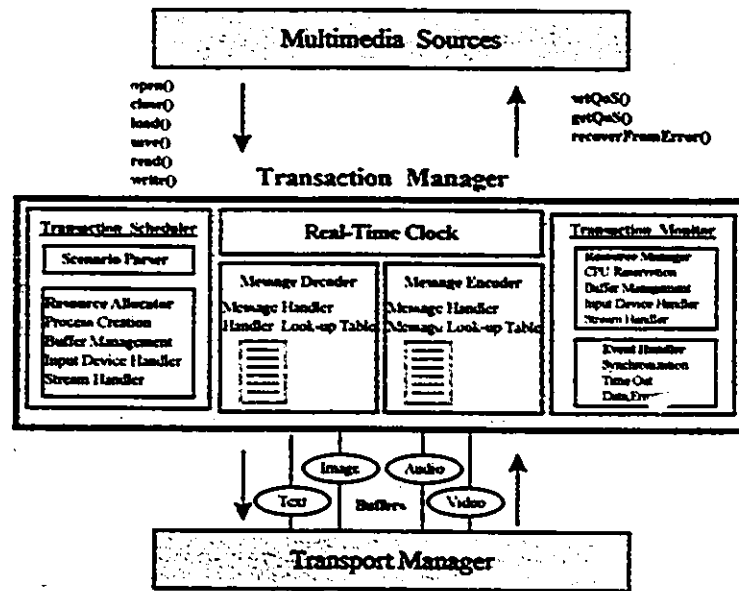 Multimedia Sources
open()
close()
load()
save()
read()
write()
setQoS()
getQoS()
recoverFromError()
Transaction Manager
Transaction Scheduler
Scenario Parser
Resource Allocator
Process Creation
Buffer Management
Input Device Handler
Stream Handler
Real-Time Clock
Message Decoder
Message Handler
Handler Look-up Table
Message Encoder
Message Handler
Message Look-up Table
Transaction Monitor
Resource Manager
CPU Reservation
Buffer Management
Input Device Handler
Stream Handler
Event Handler
Synchronization
Time Out
Data
Image
Audio
Text
Buffers
Video
Transport Manager